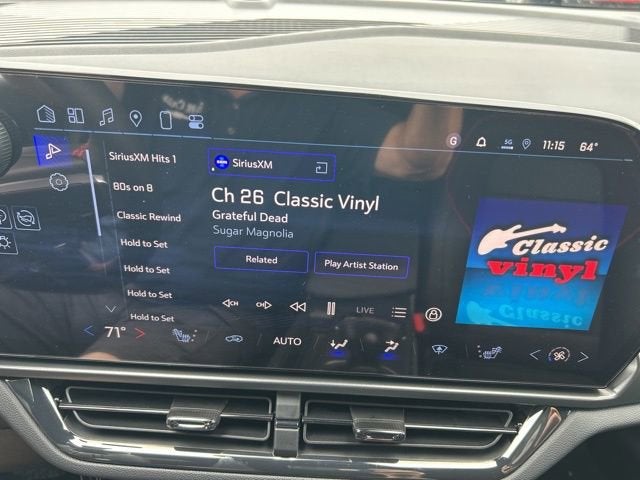 G 5G 11:15 64°
SiriusXM Hits 1
80s on 8
Classic Rewind
Hold to Set
Hold to Set
Hold to Set
Hold to Set
SiriusXM
Ch 26 Classic Vinyl
Grateful Dead
Sugar Magnolia
Related
Play Artist Station
Classic
vinyl
CH CH LIVE
71° AUTO